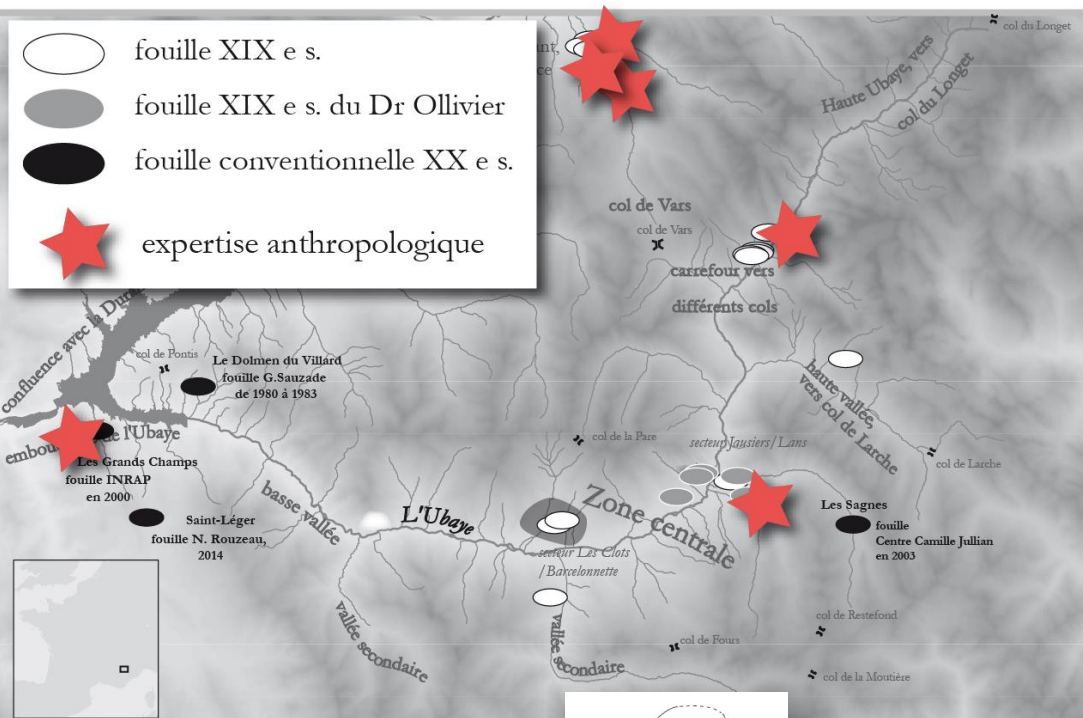 fouille XIX e s.
fouille XIX e s. du Dr Ollivier
fouille conventionnelle XX e s.
expertise anthropologique
col du Longet
Haute Ubaye, vers
col du Longet
col de Vars
col de Vars
carrefour vers
différents cols
confluence avec la
col de Pontis
Le Dolmen du Villard
fouille G.Sauzade
de 1980 à 1983
de l'Ubaye
Les Grands Champs
fouille INRAP
en 2000
Saint-Léger
fouille N. Rouzeau,
2014
basse vallée
L'Ubaye
col de la Pare
secteur Jausiers/Lans
Zone centrale
secteur Les Clots
/Barcelonnette
haute vallée,
vers col de Larche
col de Larche
Les Sagnes
fouille
Centre Camille Jullian
en 2003
vallée
secondaire
vallée
secondaire
col de Fours
col de Restefond
col de la Moutière